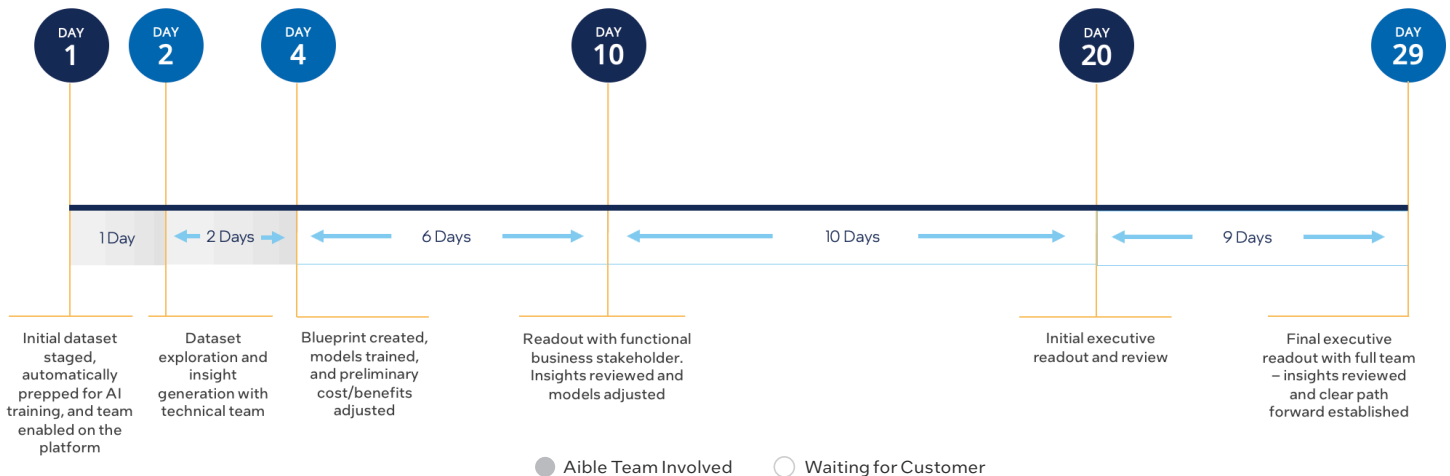 DAY
1
DAY
2
DAY
4
DAY
10
DAY
20
DAY
29
1 Day
2 Days
6 Days
10 Days
9 Days
Initial dataset
staged,
automatically
prepped for AI
training, and team
enabled on the
platform
Dataset
exploration and
insight
generation with
technical team
Blueprint created,
models trained,
and preliminary
cost/benefits
adjusted
Readout with functional
business stakeholder.
Insights reviewed and
models adjusted
Initial executive
readout and review
Final executive
readout with full team
– insights reviewed
and clear path
forward established
Aible Team Involved
Waiting for Customer